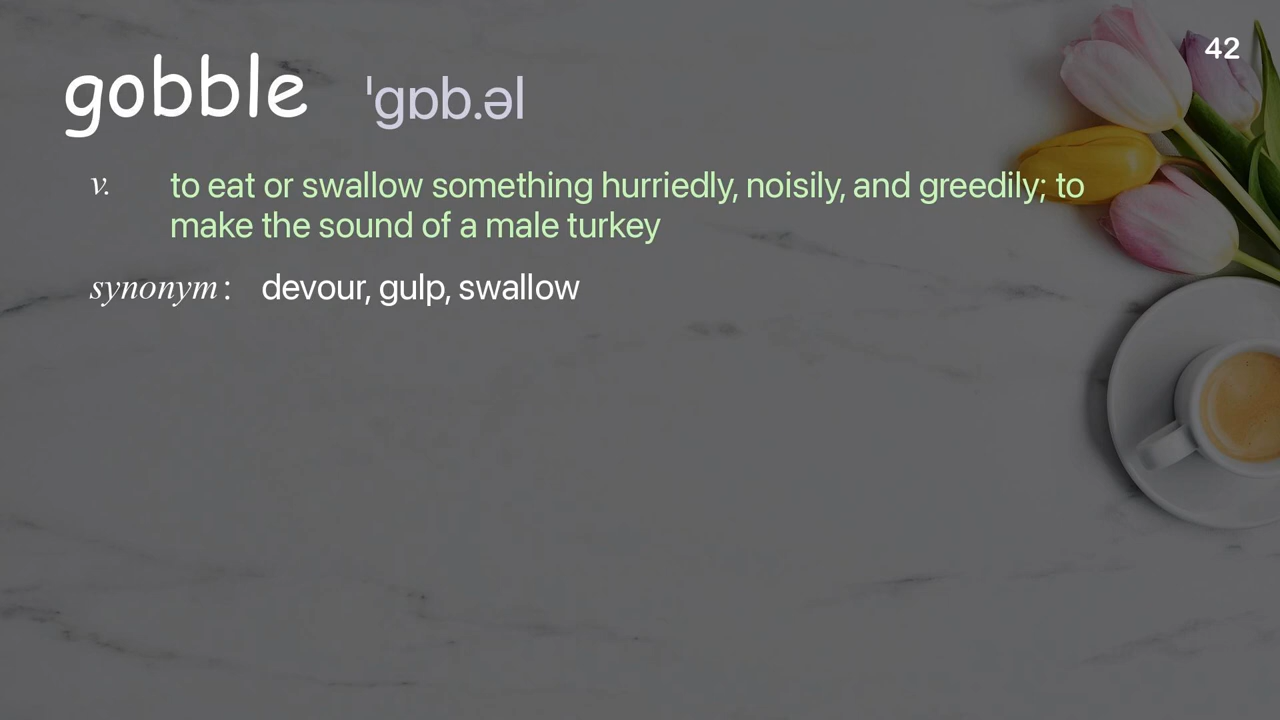 42
gobble ˈgɒb.əl
v. to eat or swallow something hurriedly, noisily, and greedily; to
make the sound of a male turkey
synonym : devour, gulp, swallow